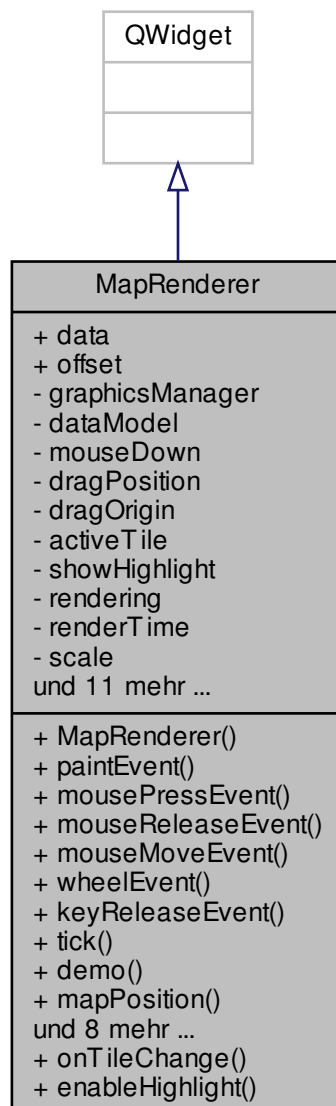 QWidget
MapRenderer
+ data
+ offset
- graphicsManager
- dataModel
- mouseDown
- dragPosition
- dragOrigin
- activeTile
- showHighlight
- rendering
- renderTime
- scale
und 11 mehr ...
+ MapRenderer()
+ paintEvent()
+ mousePressEvent()
+ mouseReleaseEvent()
+ mouseMoveEvent()
+ wheelEvent()
+ keyReleaseEvent()
+ tick()
+ demo()
+ mapPosition()
und 8 mehr ...
+ onTileChange()
+ enableHighlight()